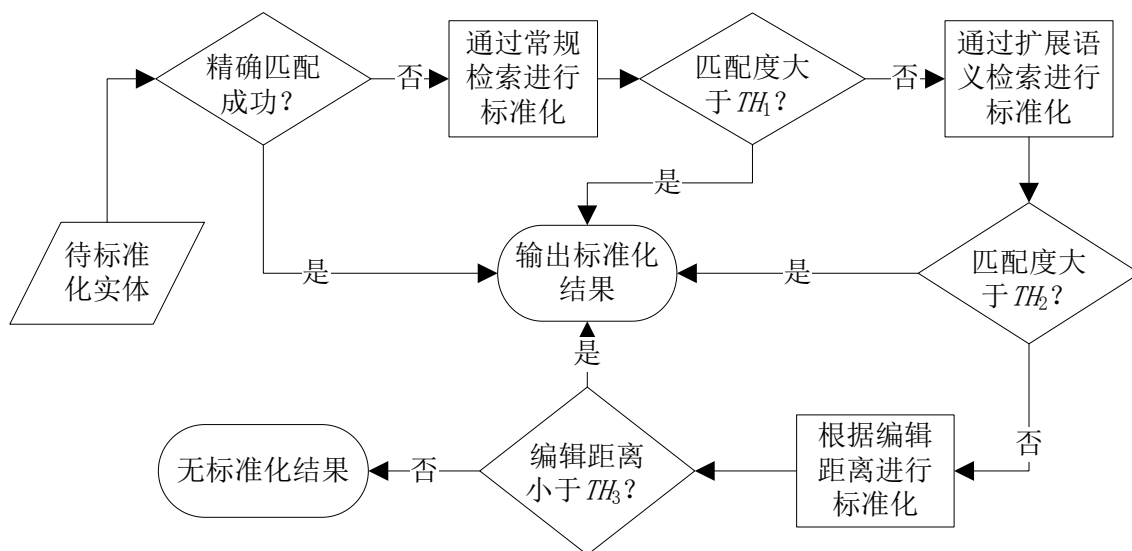 精确匹配
成功?
否
通过常规
检索进行
标准化
匹配度大
于TH₁?
否
通过扩展语
义检索进行
标准化
是
待标准
化实体
是
输出标准化
结果
是
匹配度大
于TH₂?
是
无标准化结果
否
编辑距离
小于TH₃?
根据编辑
距离进行
标准化
否